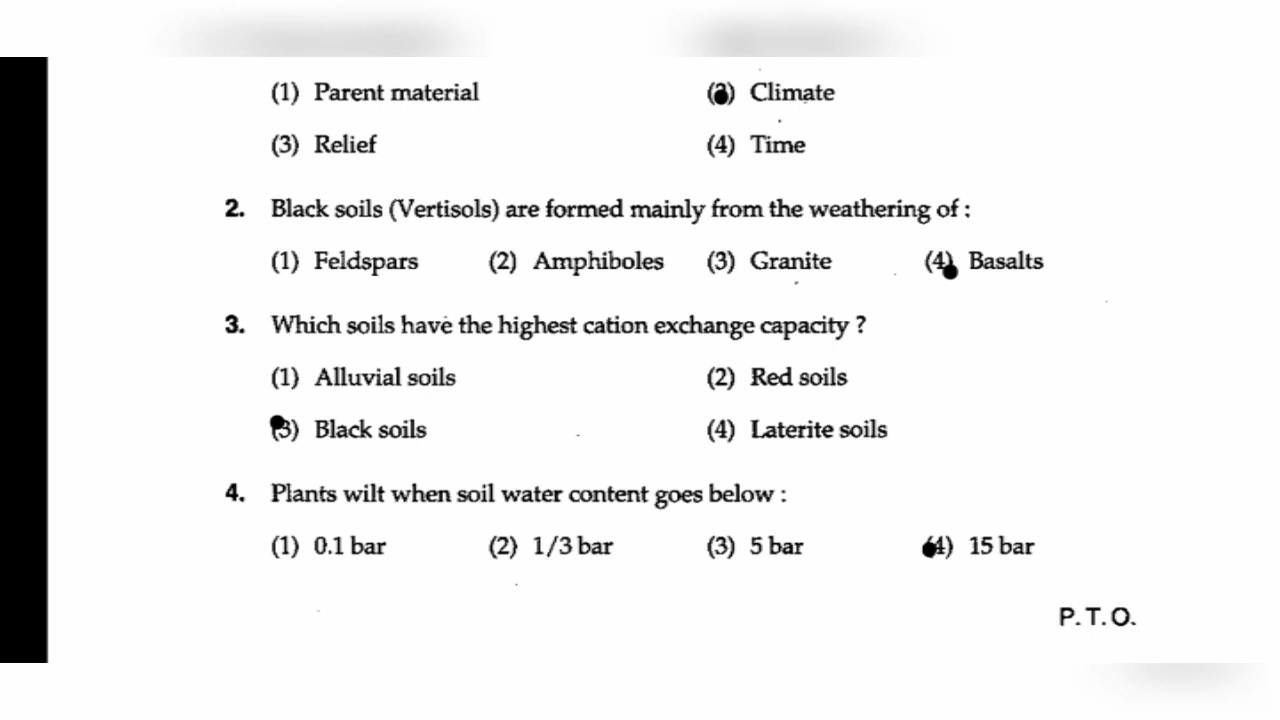 (1) Parent material (2) Climate
(3) Relief (4) Time
2. Black soils (Vertisols) are formed mainly from the weathering of :
(1) Feldspars (2) Amphiboles (3) Granite (4) Basalts
3. Which soils have the highest cation exchange capacity ?
(1) Alluvial soils (2) Red soils
(3) Black soils (4) Laterite soils
4. Plants wilt when soil water content goes below :
(1) 0.1 bar (2) 1/3 bar (3) 5 bar (4) 15 bar
P.T.O.